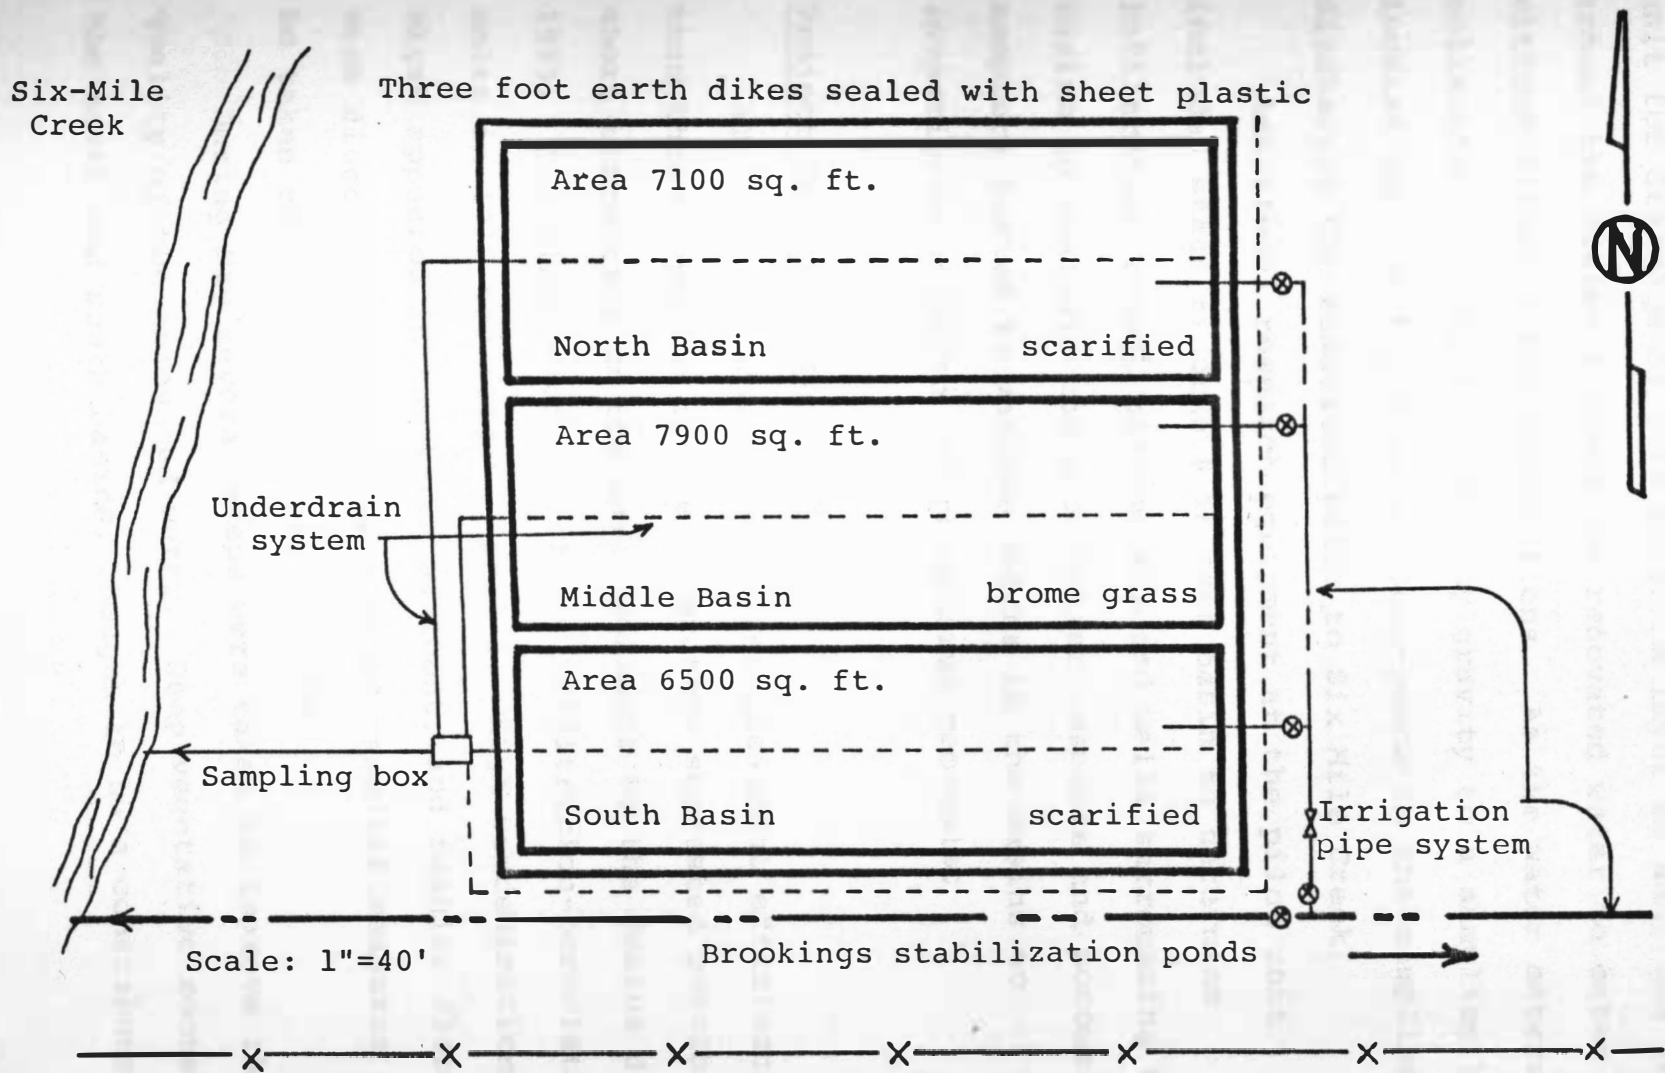 Six-Mile
Creek
Three foot earth dikes sealed with sheet plastic
N
Area 7100 sq. ft.
North Basin scarified
Area 7900 sq. ft.
Underdrain
system
Middle Basin brome grass
Area 6500 sq. ft.
Sampling box
South Basin scarified
Irrigation
pipe system
Scale: 1"=40'
Brookings stabilization ponds